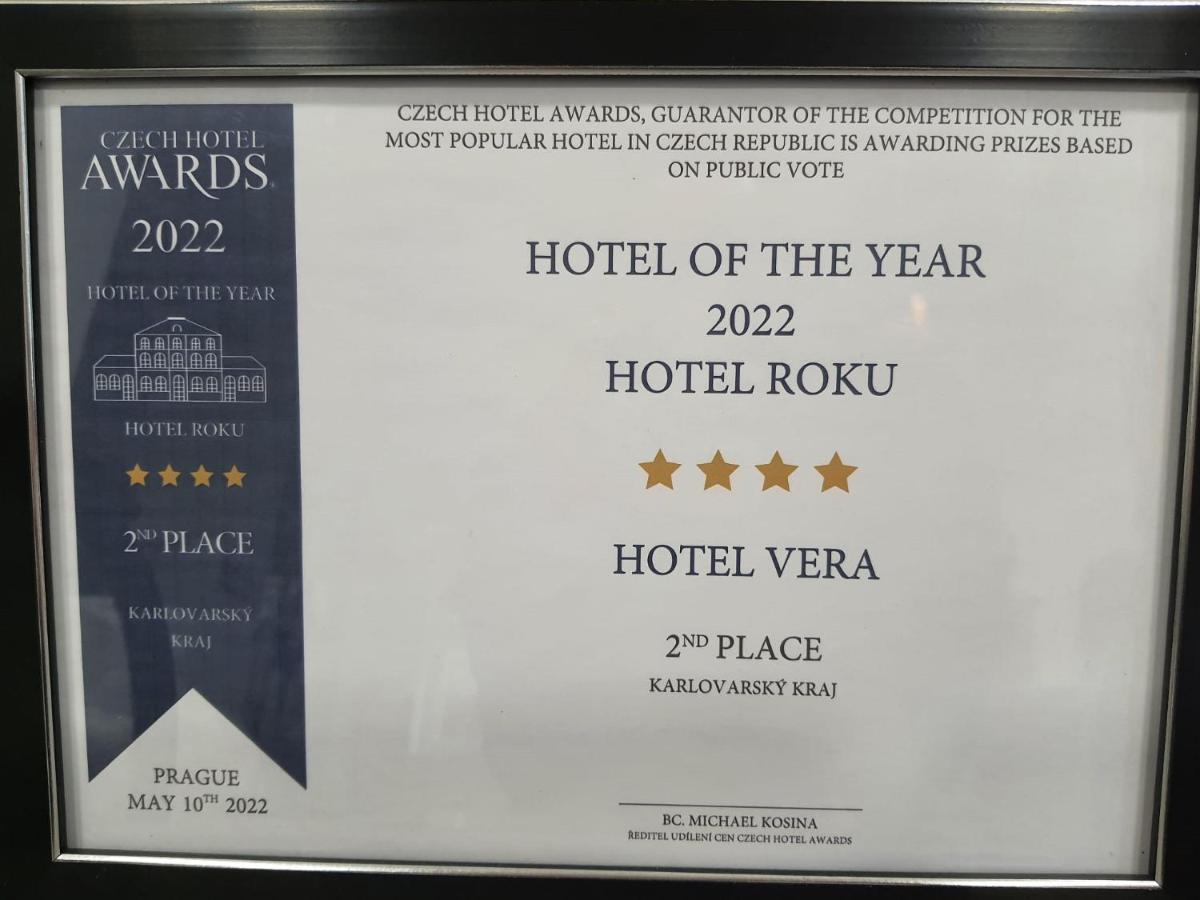 CZECH HOTEL
AWARDS
2022
HOTEL OF THE YEAR
HOTEL ROKU
2ND PLACE
KARLOVARSKÝ
KRAJ
PRAGUE
MAY 10TH 2022
CZECH HOTEL AWARDS, GUARANTOR OF THE COMPETITION FOR THE
MOST POPULAR HOTEL IN CZECH REPUBLIC IS AWARDING PRIZES BASED
ON PUBLIC VOTE
HOTEL OF THE YEAR
2022
HOTEL ROKU
HOTEL VERA
2ND PLACE
KARLOVARSKÝ KRAJ
BC. MICHAEL KOSINA
ŘEDITEL UDÍLENÍ CEN CZECH HOTEL AWARDS